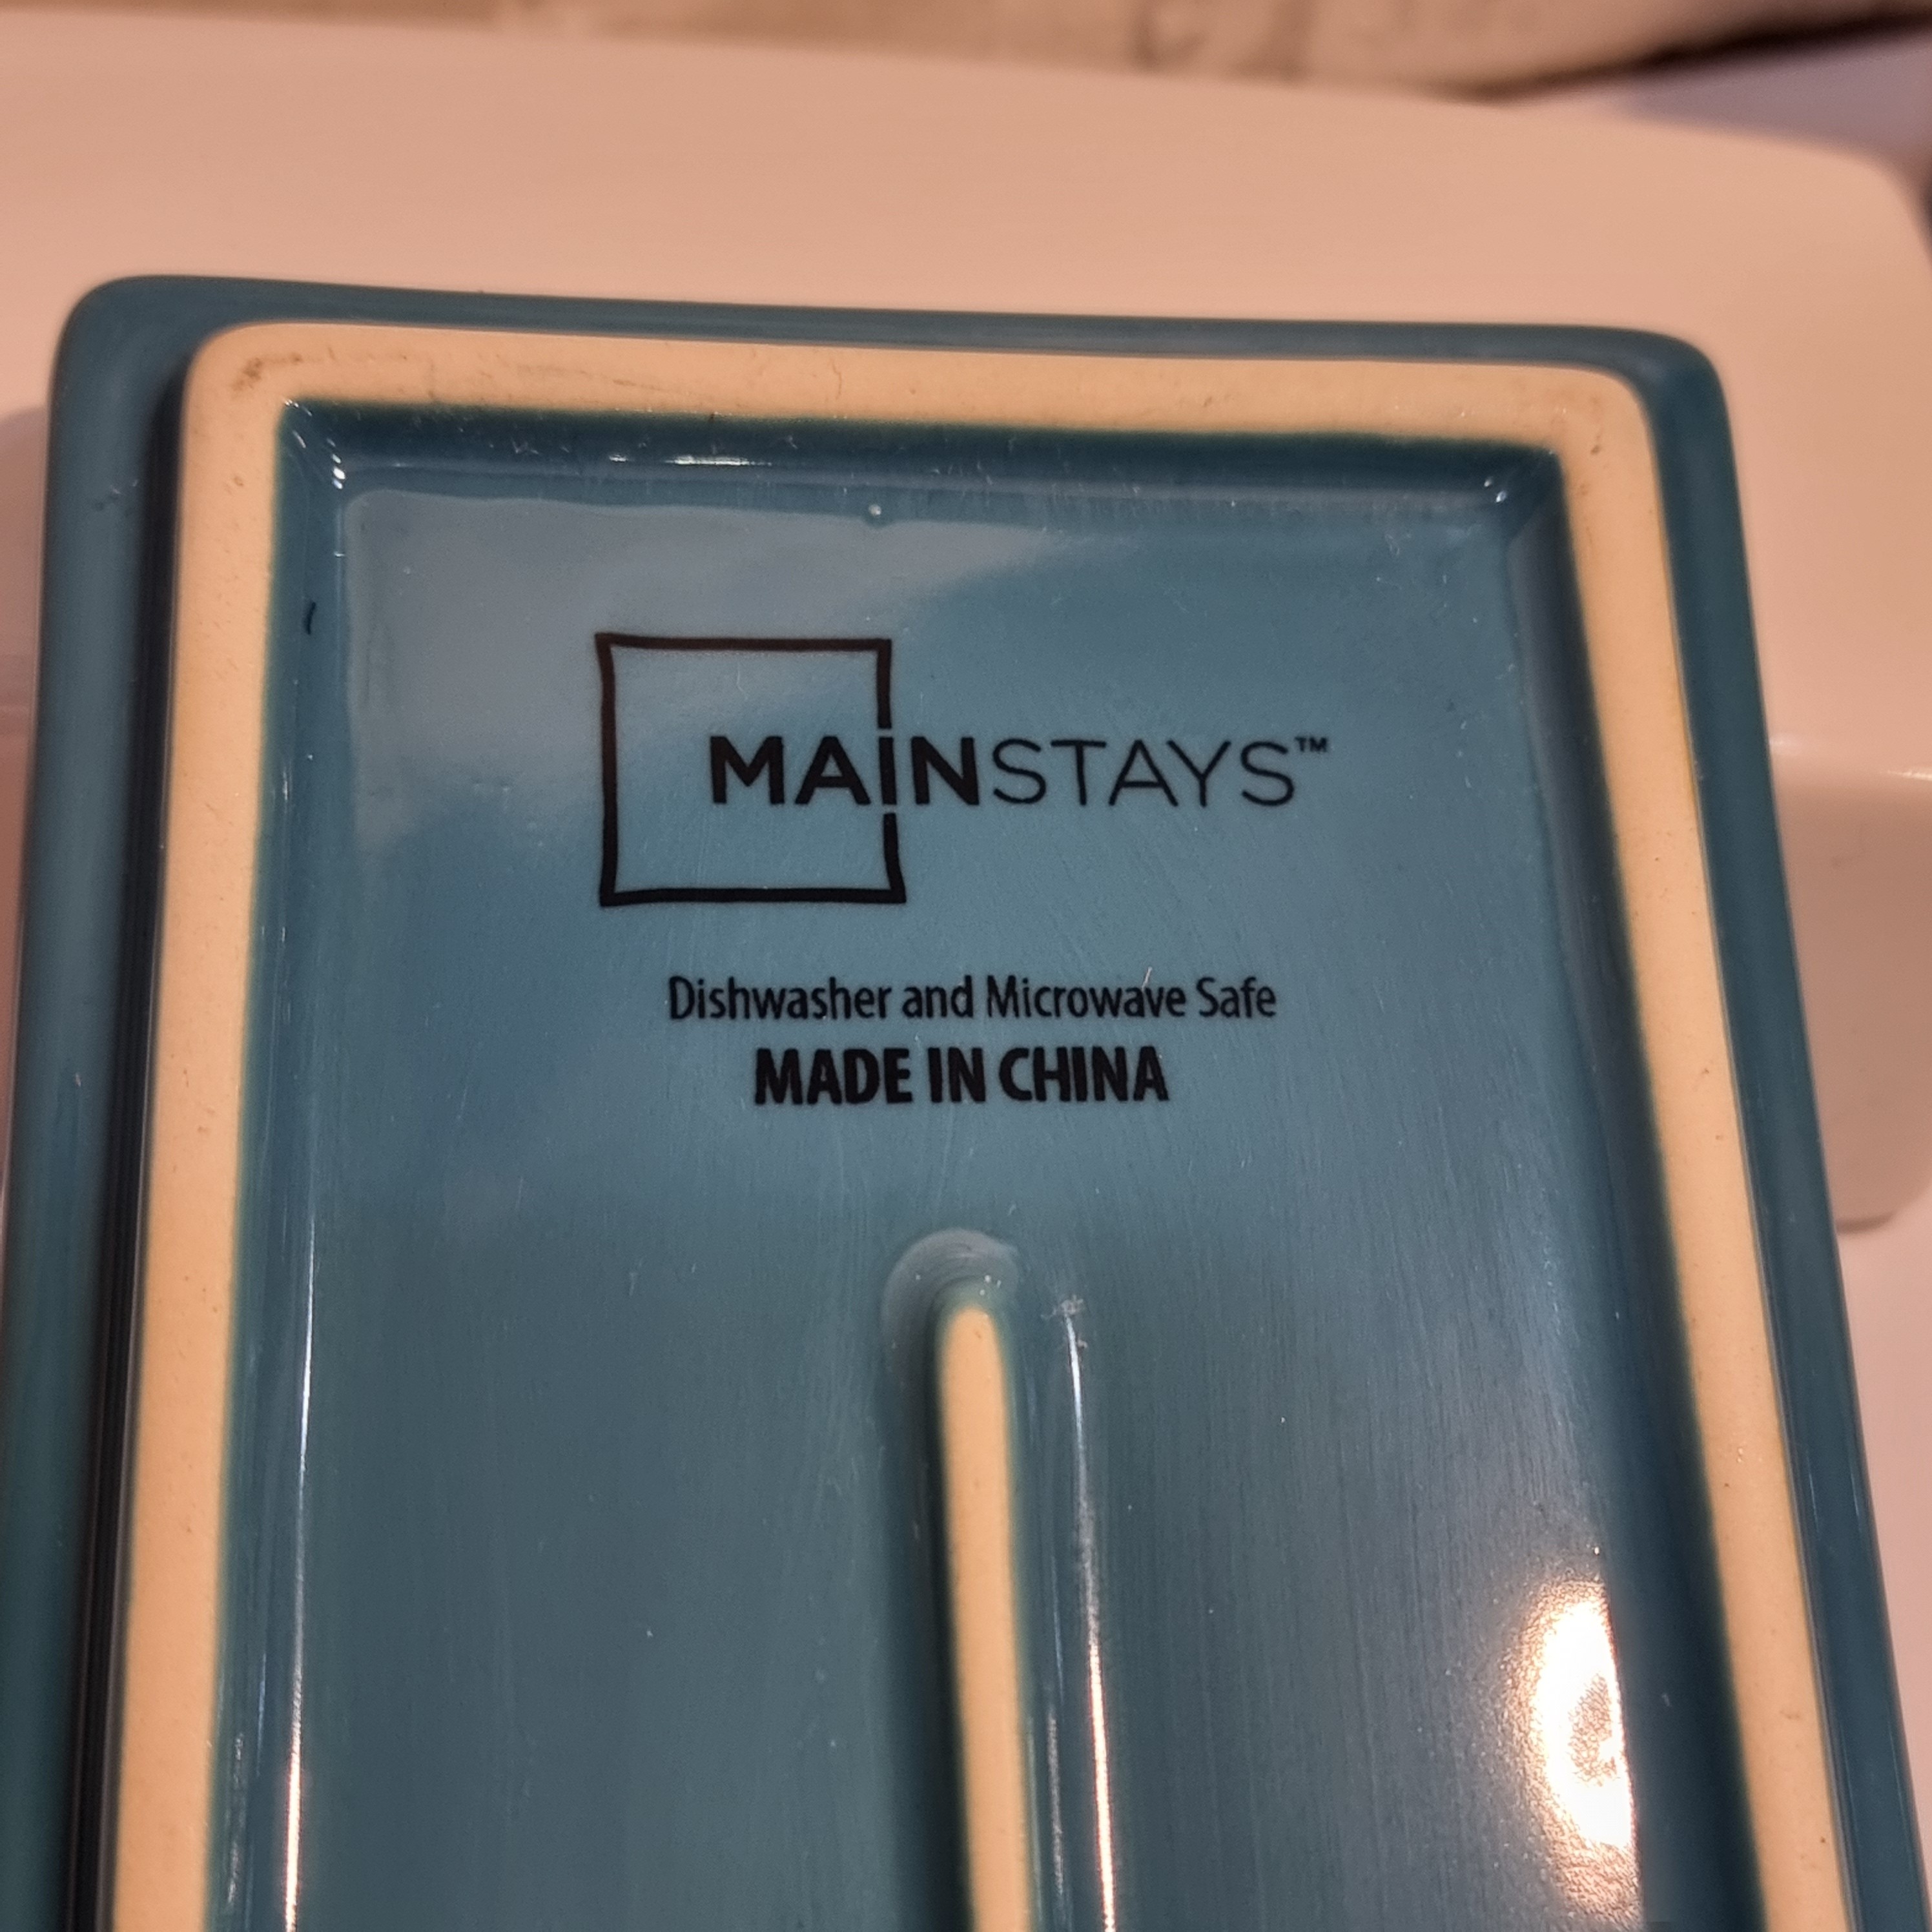 MAINSTAYS™
Dishwasher and Microwave Safe
MADE IN CHINA